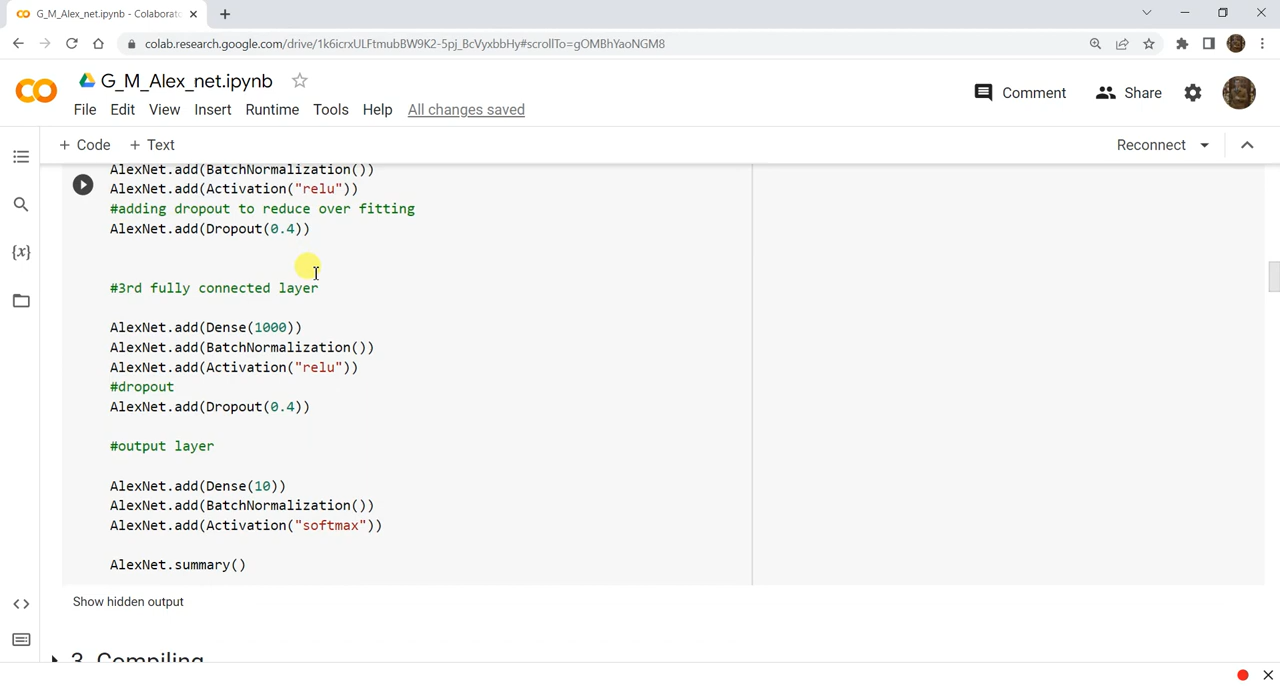 G_M_Alex_net.ipynb - Colaborato
colab.research.google.com/drive/1k6icrxULFtmubBW9K2-5pj_BcVyxbbHy#scrollTo=gOMBhYaoNGM8
G_M_Alex_net.ipynb
Comment
Share
File Edit View Insert Runtime Tools Help All changes saved
+ Code + Text
Reconnect
AlexNet.add(BatchNormalization())
AlexNet.add(Activation("relu"))
#adding dropout to reduce over fitting
AlexNet.add(Dropout(0.4))
{x}
#3rd fully connected layer
AlexNet.add(Dense(1000))
AlexNet.add(BatchNormalization())
AlexNet.add(Activation("relu"))
#dropout
AlexNet.add(Dropout(0.4))
#output layer
AlexNet.add(Dense(10))
AlexNet.add(BatchNormalization())
AlexNet.add(Activation("softmax"))
AlexNet.summary()
Show hidden output
3. Compiling